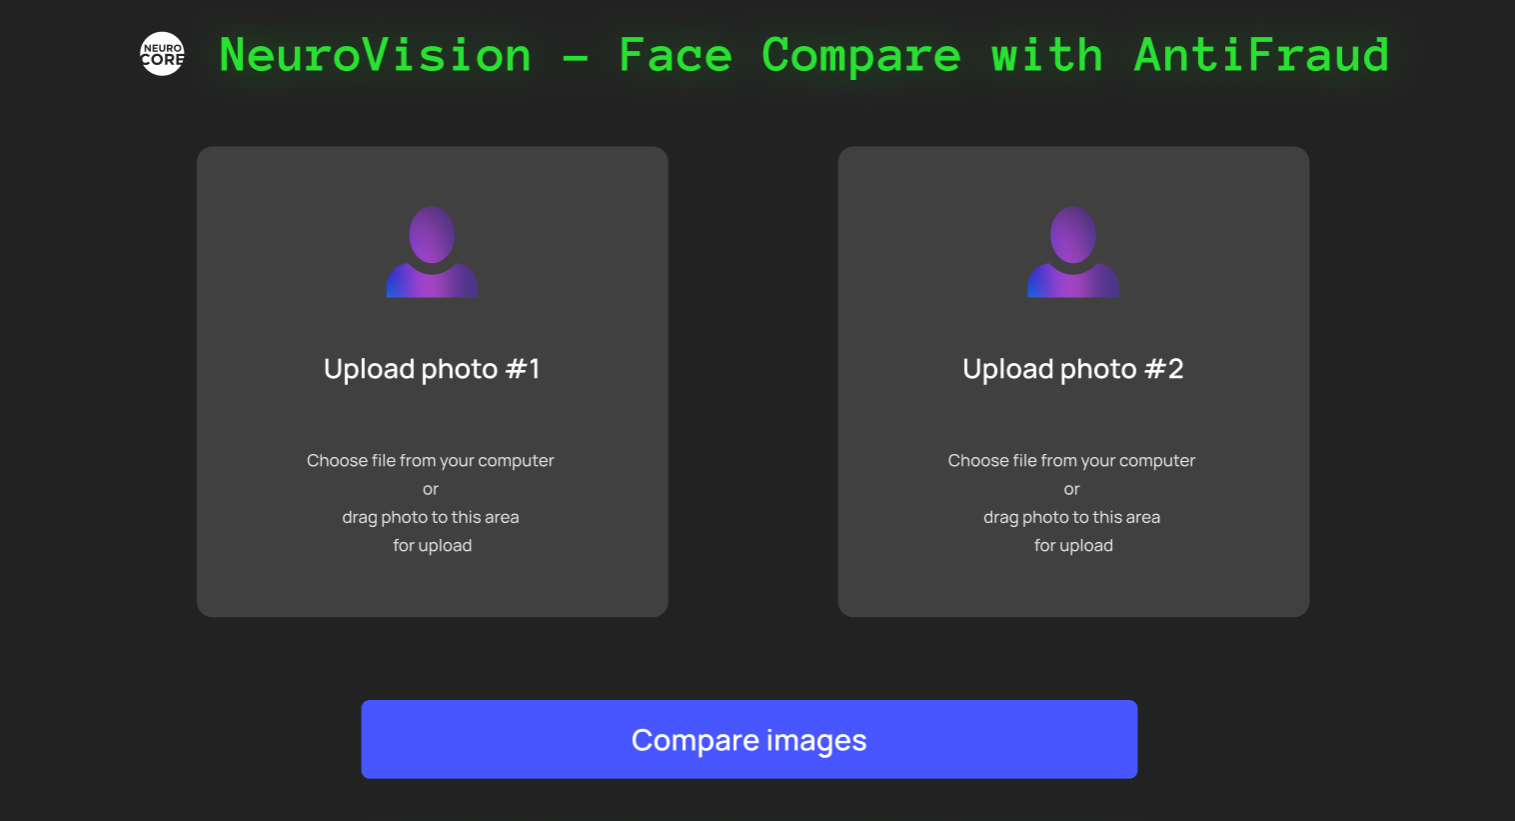 NEURO
CORE
NeuroVision – Face Compare with AntiFraud
Upload photo #1
Choose file from your computer
or
drag photo to this area
for upload
Upload photo #2
Choose file from your computer
or
drag photo to this area
for upload
Compare images